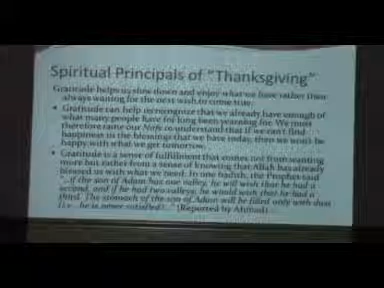 Spiritual Principals of "Thanksgiving"
Gratitude helps us slow down and enjoy what we have rather than
always waiting for the next wish to come true.
• Gratitude can help us recognize that we already have enough of
what many people have for long been yearning for. We must
therefore train our Nafs to understand that if we can't find
happiness in the blessings that we have today, then we won't be
happy with what we get tomorrow.
• Gratitude is a sense of fulfillment that comes not from wanting
more but rather from a sense of knowing that Allah has already
blessed us with what we need. In one hadith, the Prophet said
"...if the son of Adam has one valley, he will wish that he had a
second, and if he had two valleys, he would wish that he had a
third. The stomach of the son of Adam will be filled only with dust
(i.e., he is never satisfied)..." (Reported by Ahmad)